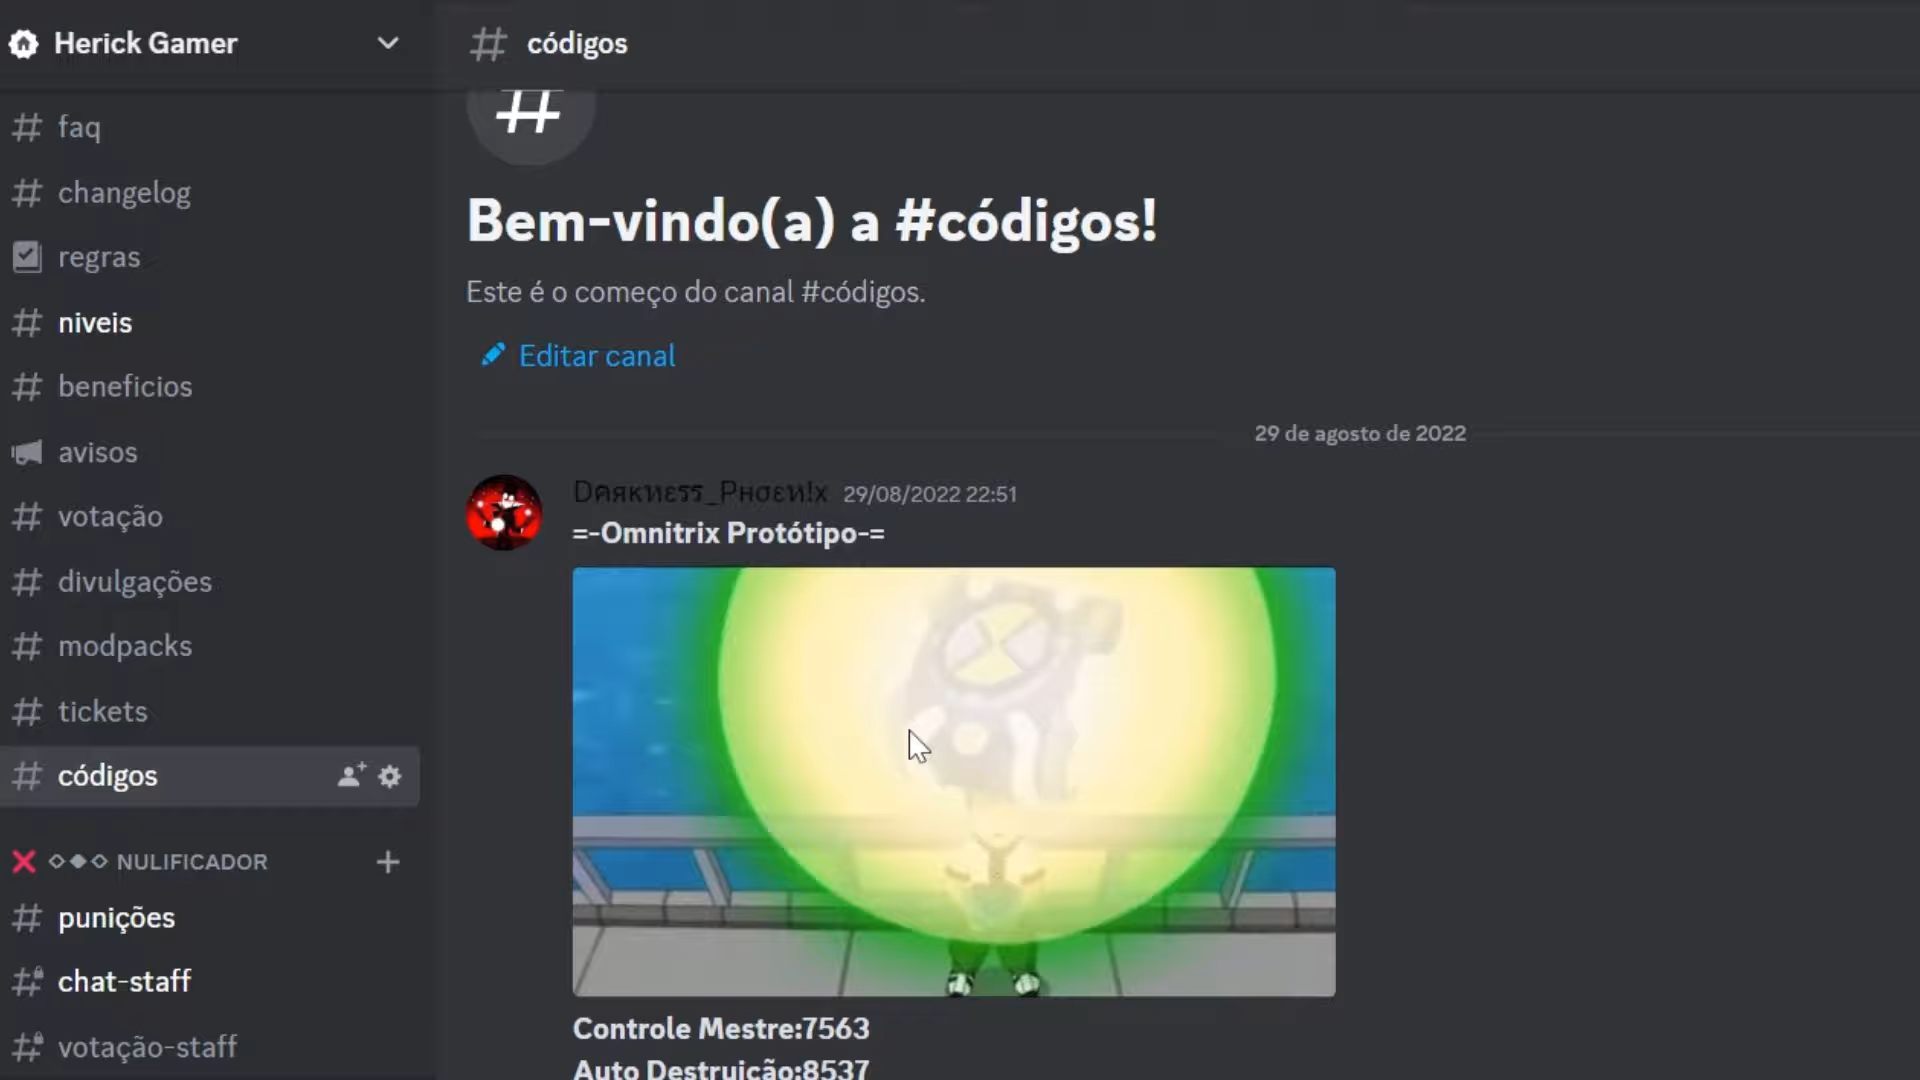 Herick Gamer
códigos
faq
changelog
regras
niveis
beneficios
avisos
votação
divulgações
modpacks
tickets
códigos
NULIFICADOR
punições
chat-staff
votação-staff
Bem-vindo(a) a #códigos!
Este é o começo do canal #códigos.
Editar canal
29 de agosto de 2022
29/08/2022 22:51
=-Omnitrix Protótipo-=
Controle Mestre:7563
Auto Destruição:8537